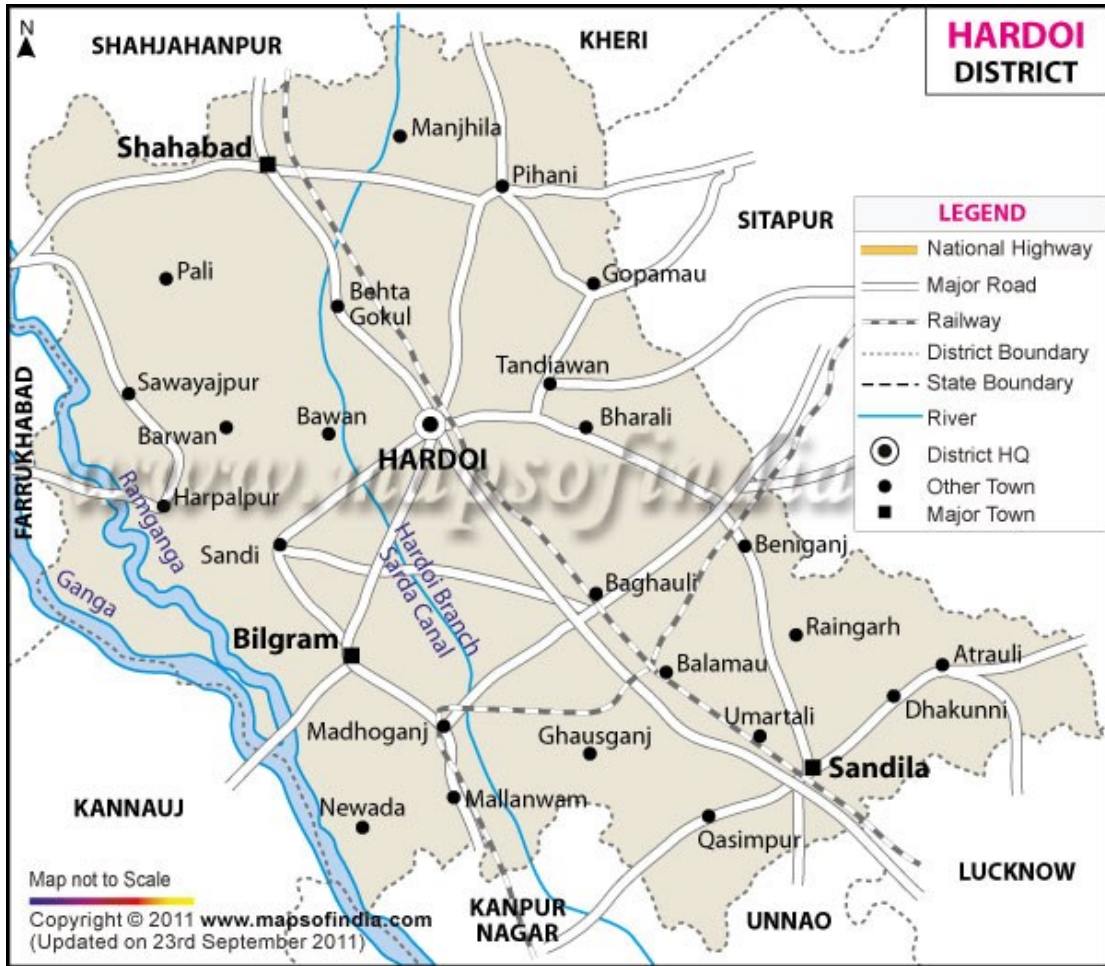 N
SHAHJAHANPUR
KHERI
HARDOI
DISTRICT
Manjhila
Shahabad
Pihani
SITAPUR
LEGEND
National Highway
Major Road
Railway
District Boundary
State Boundary
River
District HQ
Other Town
Major Town
Pali
Gopamau
Behta
Gokul
FARRUKHABAD
Sawayajpur
Tandiawan
Barwan
Bawan
Bharali
HARDOI
www.mapsofindia
Harpalpur
Ramganga
Sandi
Hardoi Branch
Sarda Canal
Beniganj
Ganga
Baghauli
Bilgram
Raingarh
Balamau
Atrauli
Madhoganj
Ghausganj
Umartali
Dhakunni
Sandila
KANNAUJ
Newada
Mallanwam
Qasimpur
LUCKNOW
KANPUR
NAGAR
UNNAO
Map not to Scale
Copyright © 2011 www.mapsofindia.com
(Updated on 23rd September 2011)